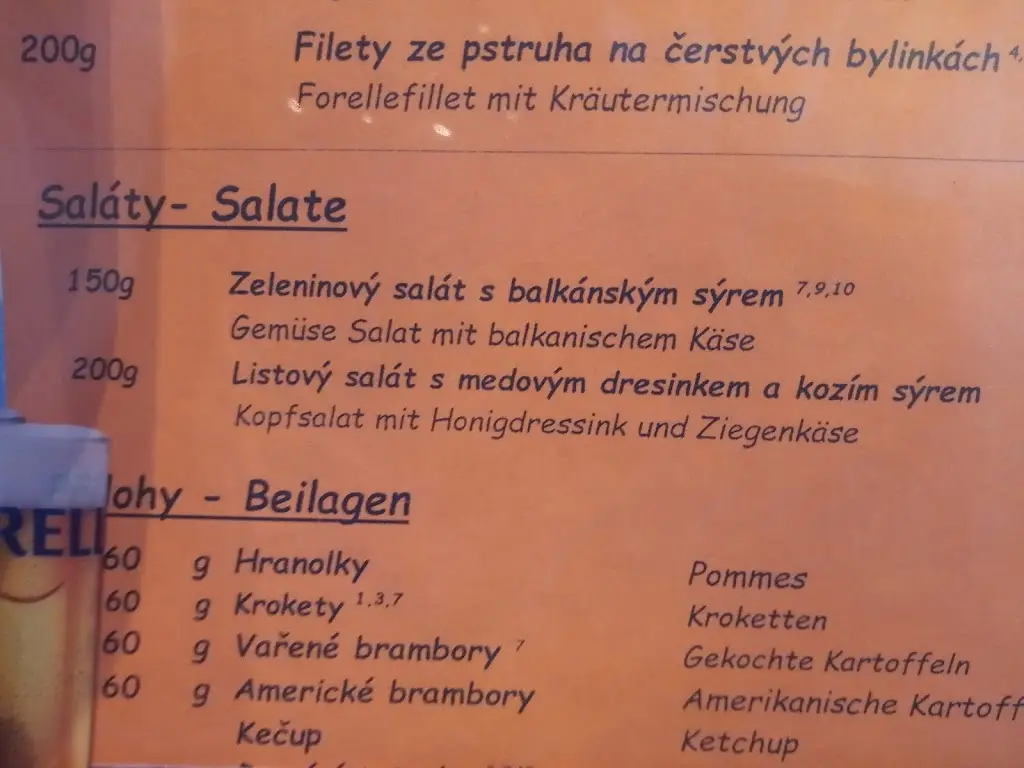 200g Filety ze pstruha na čerstvých bylinkách 4,
Forellefillet mit Kräutermischung
Saláty- Salate
150g Zeleninový salát s balkánským sýrem 7,9,10
Gemüse Salat mit balkanischem Käse
200g Listový salát s medovým dresinkem a kozím sýrem
Kopfsalat mit Honigdressink und Ziegenkäse
lohy - Beilagen
RELL
60 g Hranolky Pommes
60 g Krokety 1,3,7 Kroketten
60 g Vařené brambory 7 Gekochte Kartoffeln
60 g Americké brambory Amerikanische Kartoff
Kečup Ketchup